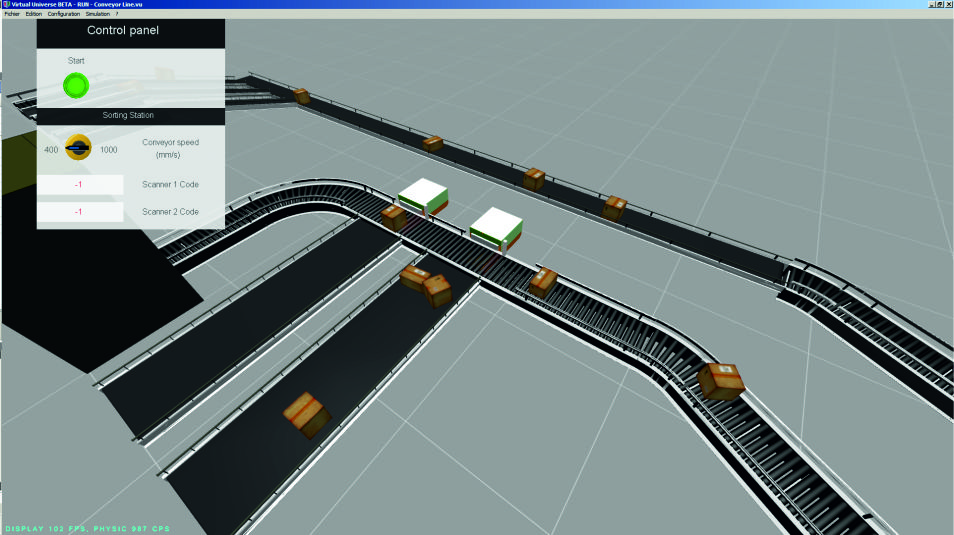 Virtual Universe BETA - RUN - Conveyor Line.vu
Fichier Edition Configuration Simulation ?
Control panel
Start
Sorting Station
400 1000 Conveyor speed
(mm/s)
-1 Scanner 1 Code
-1 Scanner 2 Code
DISPLAY 103 FPS, PHYSIC 987 CPS